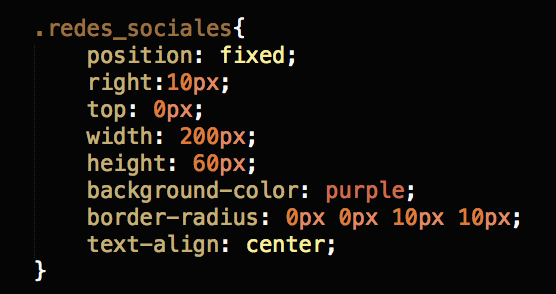 .redes_sociales{
position: fixed;
right:10px;
top: 0px;
width: 200px;
height: 60px;
background-color: purple;
border-radius: 0px 0px 10px 10px;
text-align: center;
}